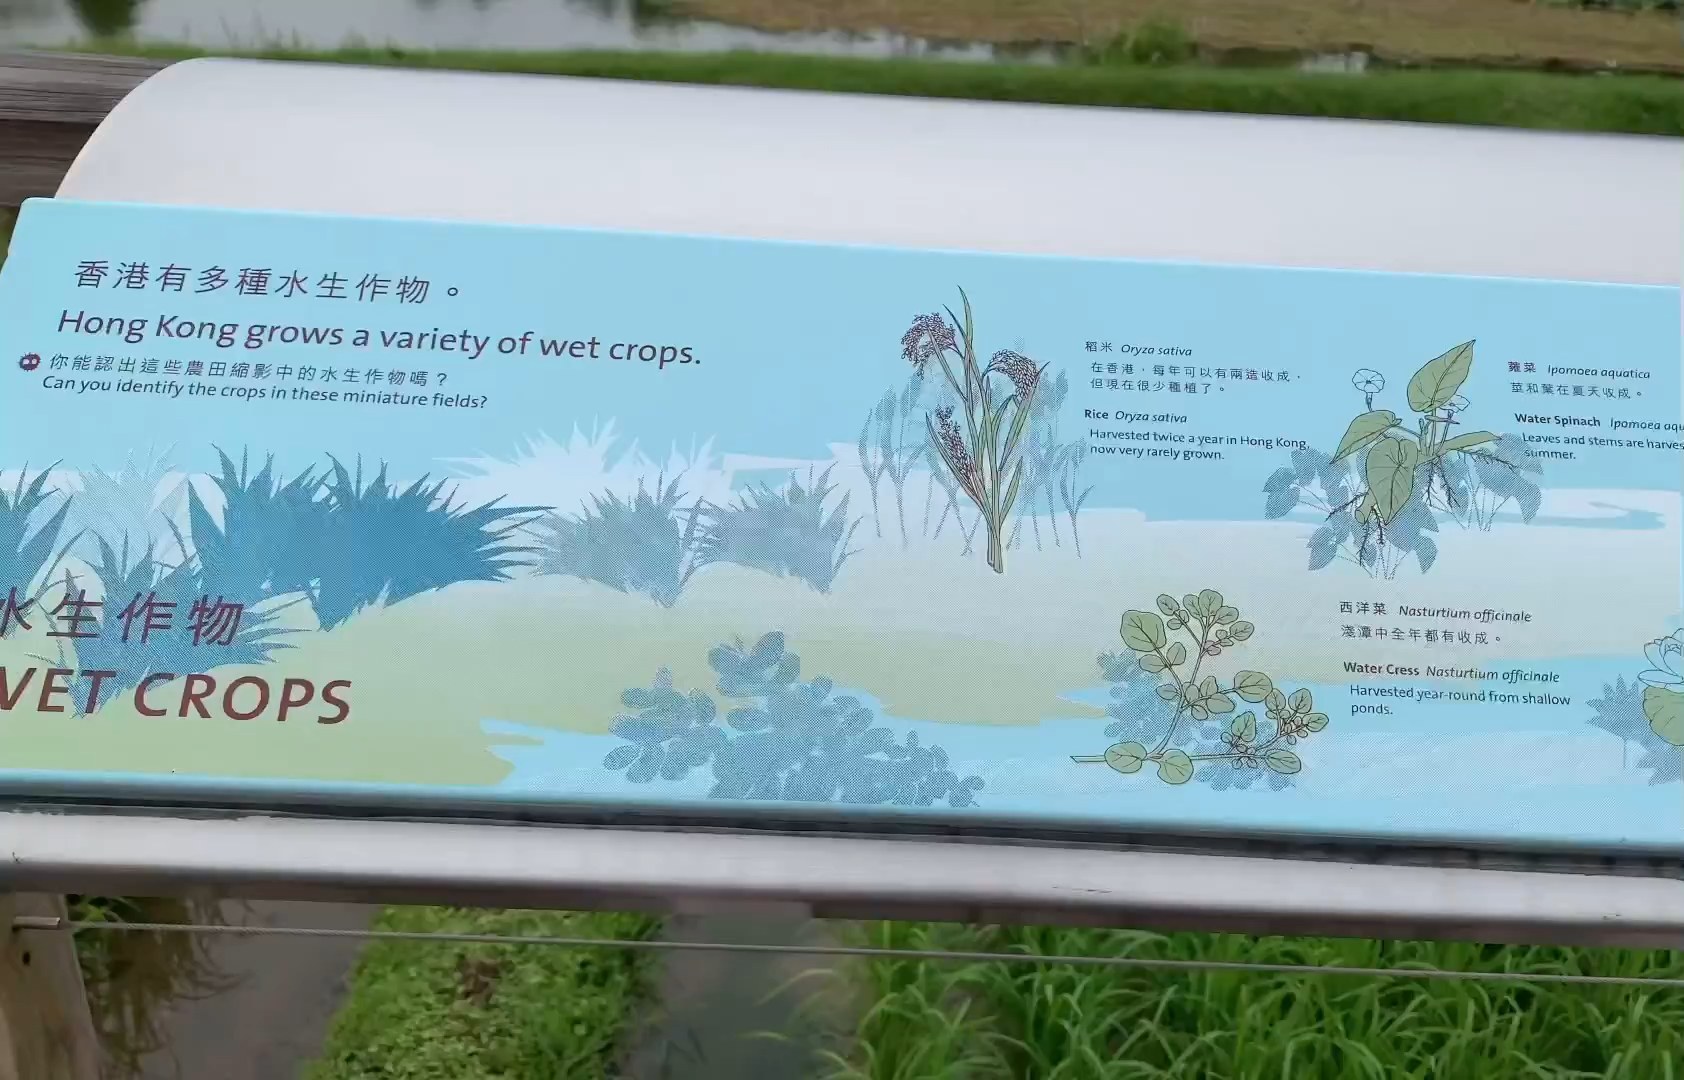 香港有多種水生作物。
Hong Kong grows a variety of wet crops.
你能認出這些農田縮影中的水生作物嗎？
Can you identify the crops in these miniature fields?
水生作物
WET CROPS
稻米 Oryza sativa
在香港，每年可以有兩造收成，
但現在很少種植了。
Rice Oryza sativa
Harvested twice a year in Hong Kong,
now very rarely grown.
蕹菜 Ipomoea aquatica
莖和葉在夏天收成。
Water Spinach Ipomoea aqu
Leaves and stems are harves
summer.
西洋菜 Nasturtium officinale
淺潭中全年都有收成。
Water Cress Nasturtium officinale
Harvested year-round from shallow
ponds.